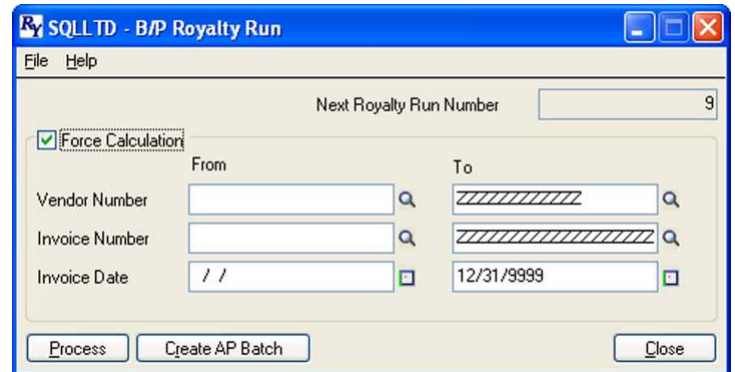 Ry SQLLTD - B/P Royalty Run
File Help
Next Royalty Run Number 9
Force Calculation
From To
Vendor Number ZZZZZZZZZZZZ
Invoice Number ZZZZZZZZZZZZZZZZZZZZZZ
Invoice Date / / 12/31/9999
Process Create AP Batch Close